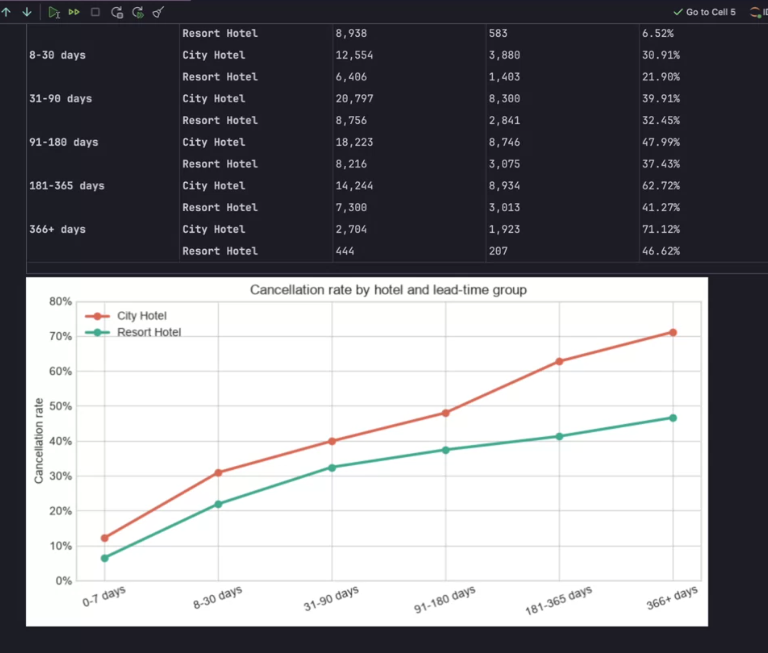 Go to Cell 5
Resort Hotel 8,938 583 6.52%
8-30 days City Hotel 12,554 3,880 30.91%
Resort Hotel 6,406 1,403 21.90%
31-90 days City Hotel 20,797 8,300 39.91%
Resort Hotel 8,756 2,841 32.45%
91-180 days City Hotel 18,223 8,746 47.99%
Resort Hotel 8,216 3,075 37.43%
181-365 days City Hotel 14,244 8,934 62.72%
Resort Hotel 7,300 3,013 41.27%
366+ days City Hotel 2,704 1,923 71.12%
Resort Hotel 444 207 46.62%
Cancellation rate by hotel and lead-time group
City Hotel
Resort Hotel
Cancellation rate
80%
70%
60%
50%
40%
30%
20%
10%
0%
0-7 days 8-30 days 31-90 days 91-180 days 181-365 days 366+ days